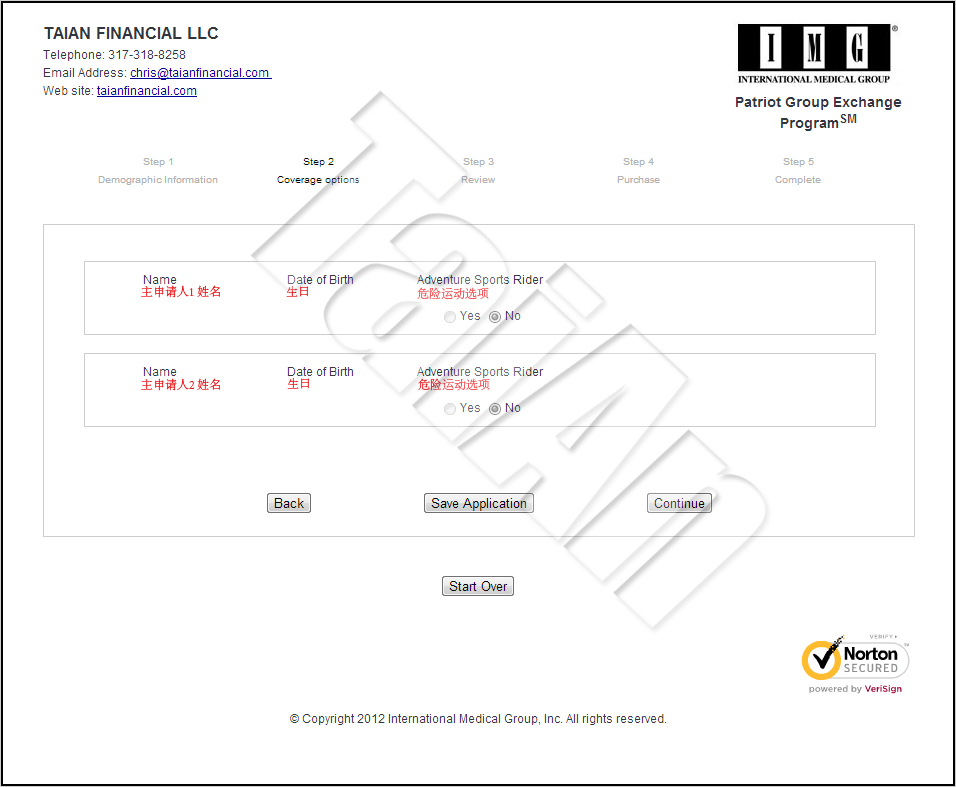 TAIAN FINANCIAL LLC
Telephone: 317-318-8258
Email Address: chris@taianfinancial.com
Web site: taianfinancial.com
IMG®
INTERNATIONAL MEDICAL GROUP
Patriot Group Exchange
Program SM
Step 1 Step 2 Step 3 Step 4 Step 5
Demographic Information Coverage options Review Purchase Complete
Name Date of Birth Adventure Sports Rider
主申请人1 姓名 生日 危险运动选项
Yes No
Name Date of Birth Adventure Sports Rider
主申请人2 姓名 生日 危险运动选项
Yes No
Back Save Application Continue
Start Over
TaiAn
VERIFY
Norton™
SECURED
powered by VeriSign
© Copyright 2012 International Medical Group, Inc. All rights reserved.